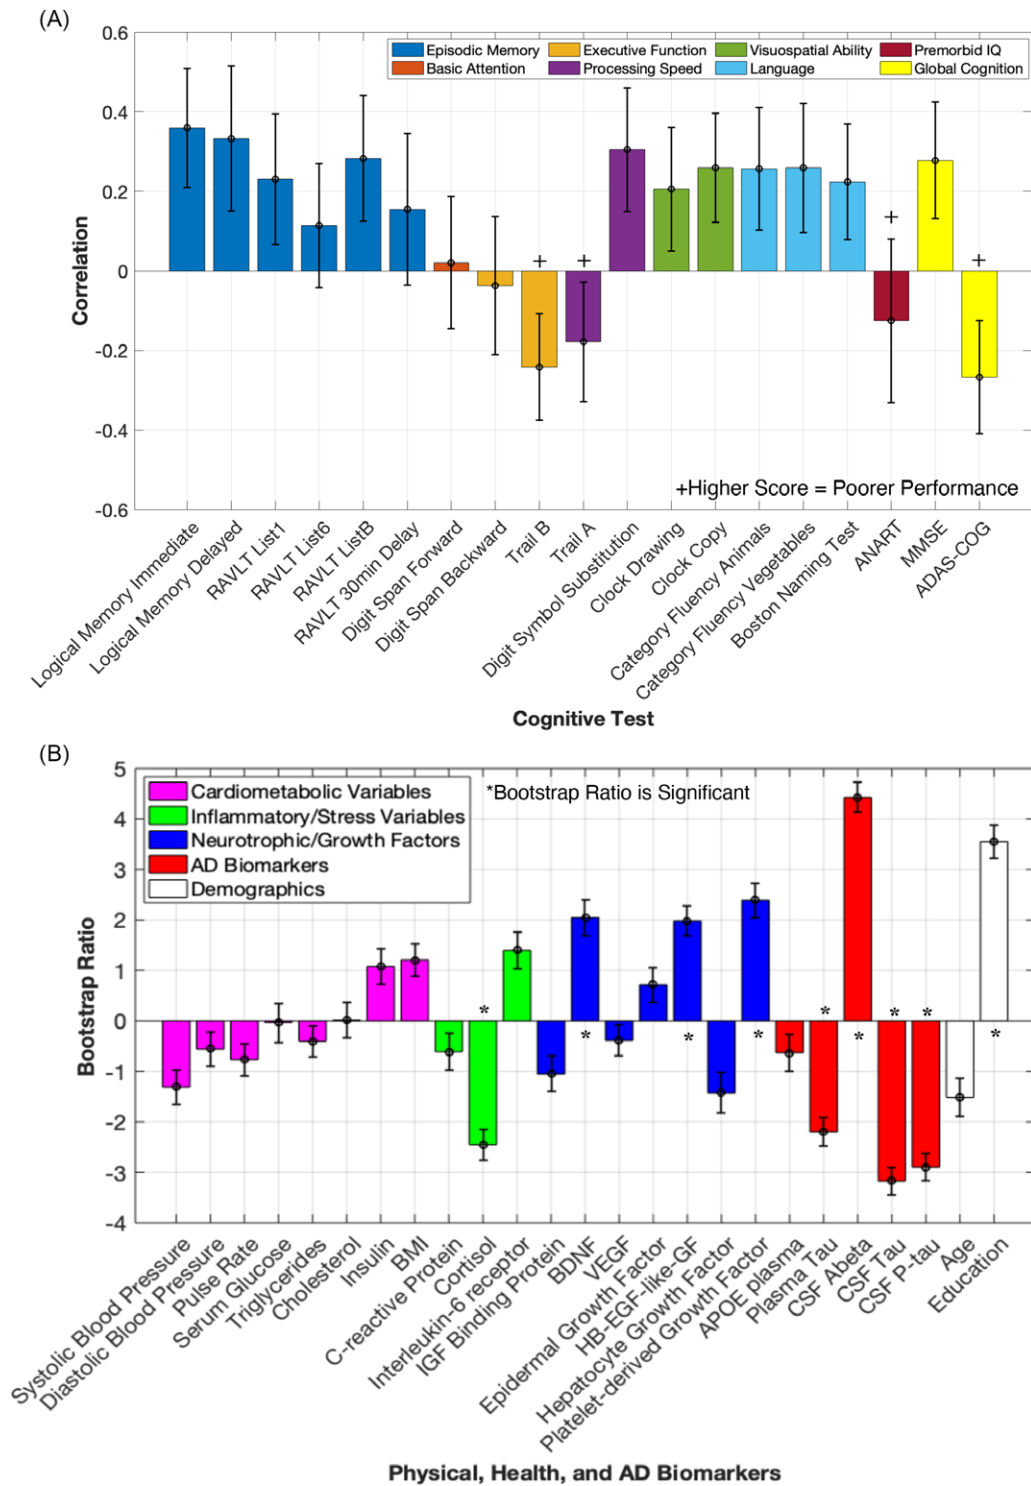 (A)
0.6
0.4
0.2
0
-0.2
-0.4
-0.6
Correlation
Episodic Memory
Executive Function
Visuospatial Ability
Premorbid IQ
Basic Attention
Processing Speed
Language
Global Cognition
+
+
+
+
+Higher Score = Poorer Performance
Logical Memory Immediate
Logical Memory Delayed
RAVLT List1
RAVLT List6
RAVLT ListB
RAVLT 30min Delay
Digit Span Forward
Digit Span Backward
Trail B
Trail A
Digit Symbol Substitution
Clock Drawing
Clock Copy
Category Fluency Animals
Category Fluency Vegetables
Boston Naming Test
ANART
MMSE
ADAS-COG
Cognitive Test
(B)
5
4
3
2
1
0
-1
-2
-3
-4
Bootstrap Ratio
Cardiometabolic Variables
Inflammatory/Stress Variables
Neurotrophic/Growth Factors
AD Biomarkers
Demographics
*Bootstrap Ratio is Significant
*
*
*
*
*
*
*
*
*
Systolic Blood Pressure
Diastolic Blood Pressure
Pulse Rate
Serum Glucose
Triglycerides
Cholesterol
Insulin
BMI
C-reactive Protein
Cortisol
Interleukin-6 receptor
IGF Binding Protein
BDNF
VEGF
Epidermal Growth Factor
HB-EGF-like-GF
Hepatocyte Growth Factor
Platelet-derived Growth Factor
APOE plasma
Plasma Tau
CSF Abeta
CSF Tau
CSF P-tau
Age
Education
Physical, Health, and AD Biomarkers